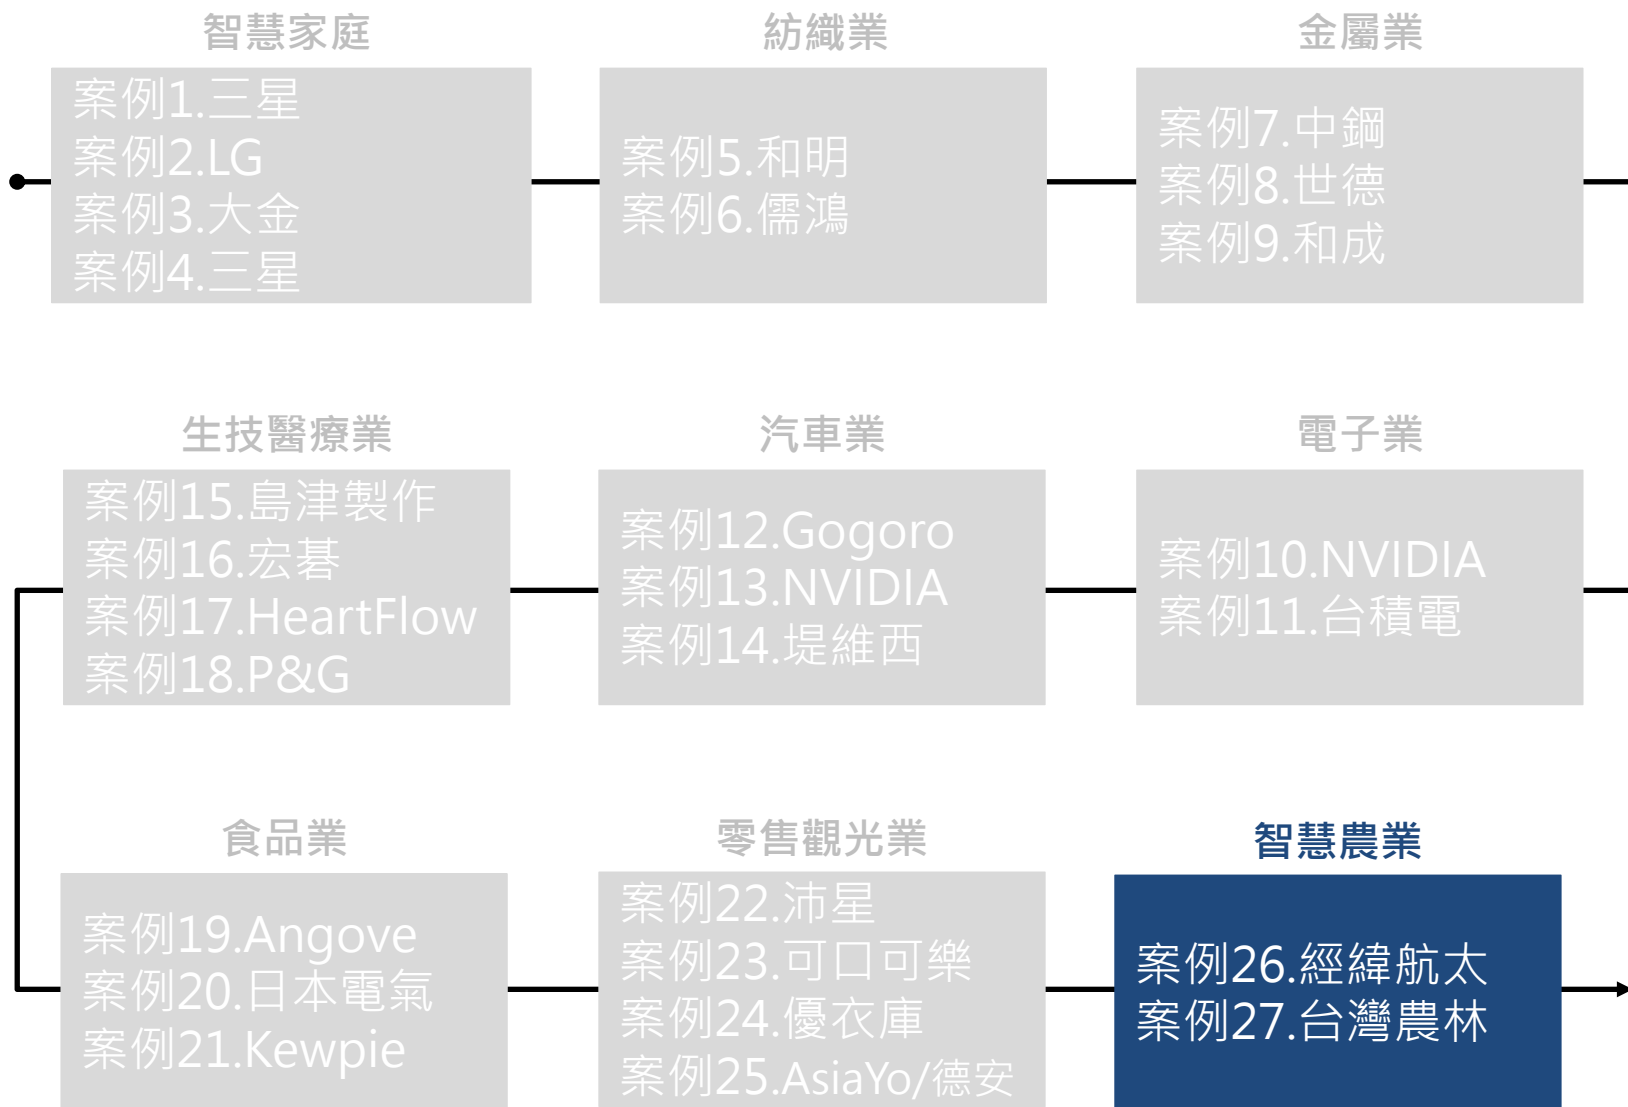 智慧家庭
案例1.三星
案例2.LG
案例3.大金
案例4.三星
紡織業
案例5.和明
案例6.儒鴻
金屬業
案例7.中鋼
案例8.世德
案例9.和成
生技醫療業
案例15.島津製作
案例16.宏碁
案例17.HeartFlow
案例18.P&G
汽車業
案例12.Gogoro
案例13.NVIDIA
案例14.堤維西
電子業
案例10.NVIDIA
案例11.台積電
食品業
案例19.Angove
案例20.日本電氣
案例21.Kewpie
零售觀光業
案例22.沛星
案例23.可口可樂
案例24.優衣庫
案例25.AsiaYo/德安
智慧農業
案例26.經緯航太
案例27.台灣農林